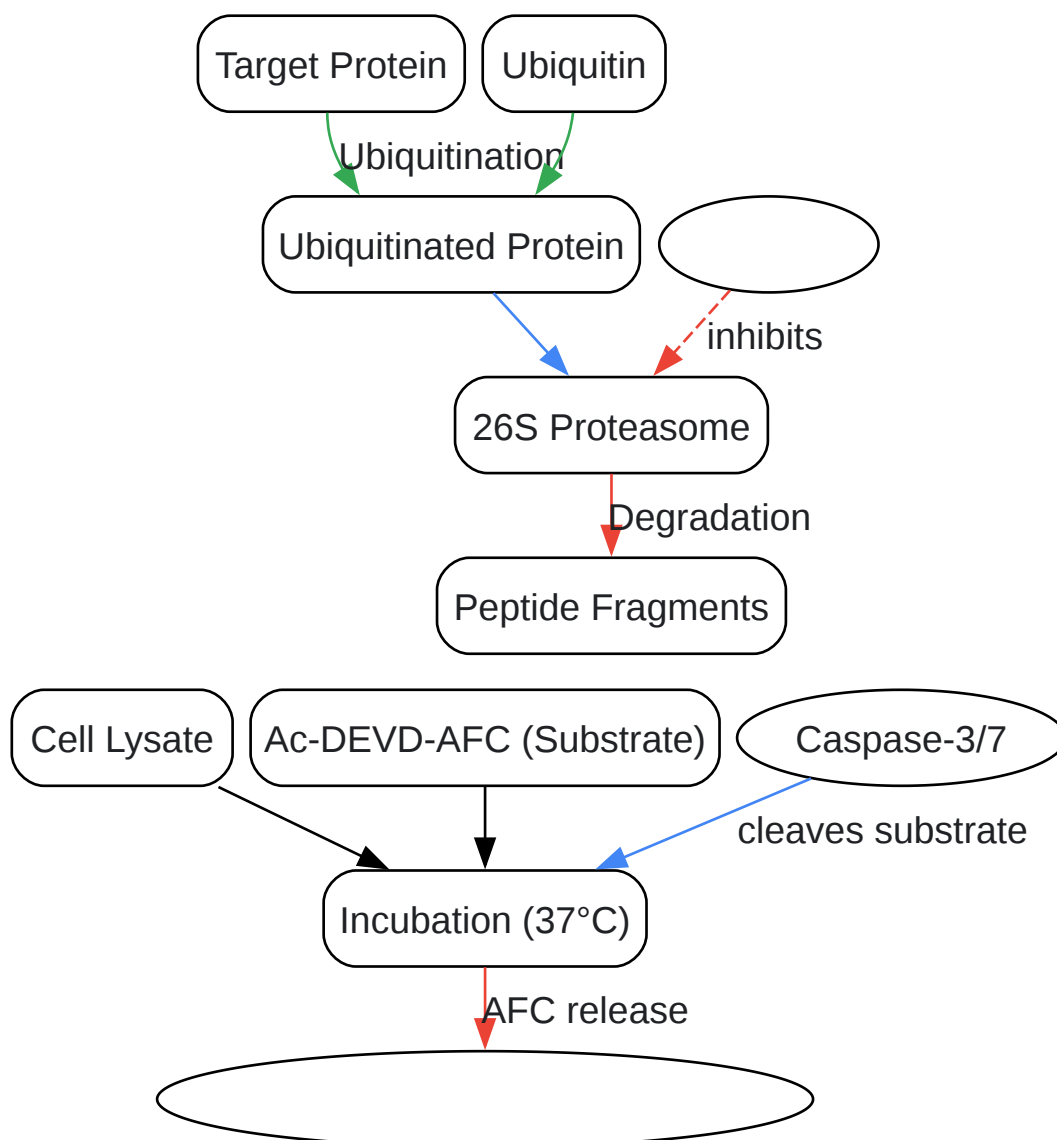 Target Protein
Ubiquitin
Ubiquitination
Ubiquitinated Protein
inhibits
26S Proteasome
Degradation
Peptide Fragments
Cell Lysate
Ac-DEVD-AFC (Substrate)
Caspase-3/7
cleaves substrate
Incubation (37°C)
AFC release